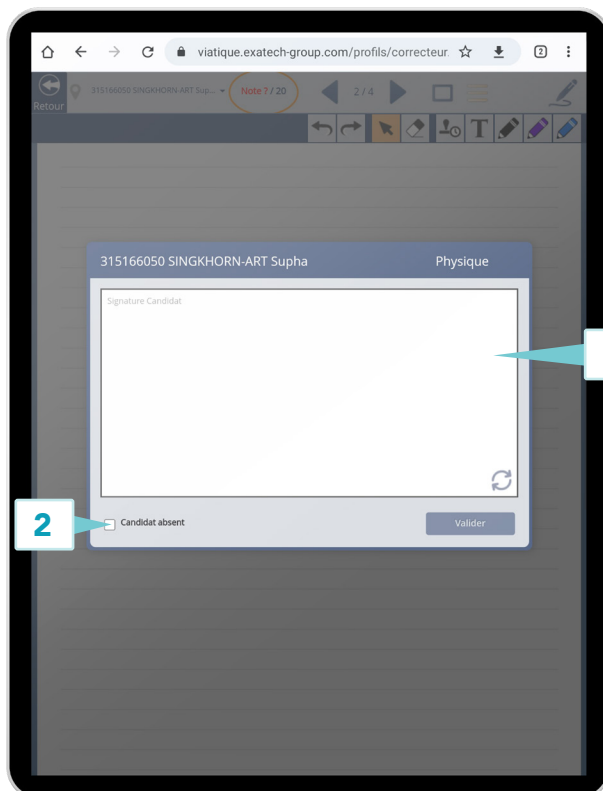 viatique.exatech-group.com/profils/correcteur.
2
Retour
315166050 SINGKHORN-ART Sup...
Note ? / 20
2 / 4
T
315166050 SINGKHORN-ART Supha
Physique
Signature Candidat
2
Candidat absent
Valider